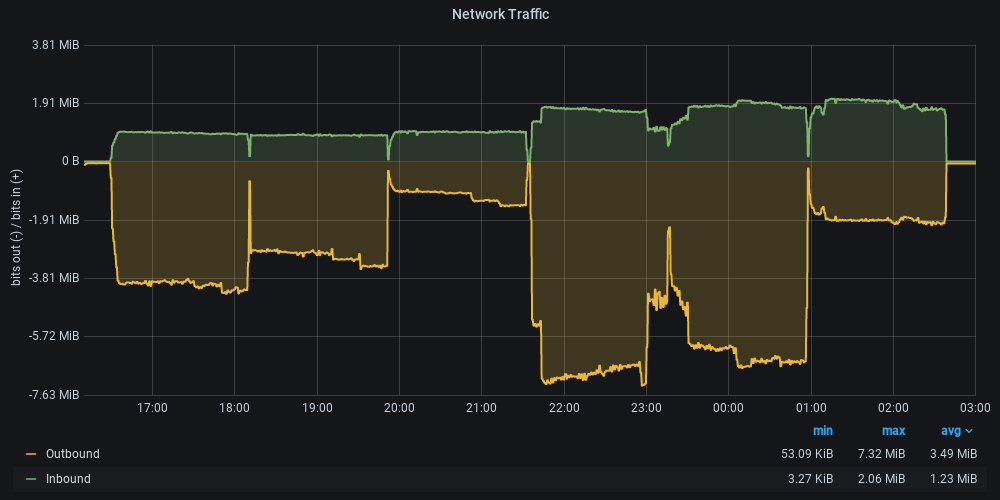 Network Traffic
bits out (-) / bits in (+)
3.81 MiB
1.91 MiB
0 B
-1.91 MiB
-3.81 MiB
-5.72 MiB
-7.63 MiB
17:00 18:00 19:00 20:00 21:00 22:00 23:00 00:00 01:00 02:00 03:00
min max avg
Outbound 53.09 KiB 7.32 MiB 3.49 MiB
Inbound 3.27 KiB 2.06 MiB 1.23 MiB